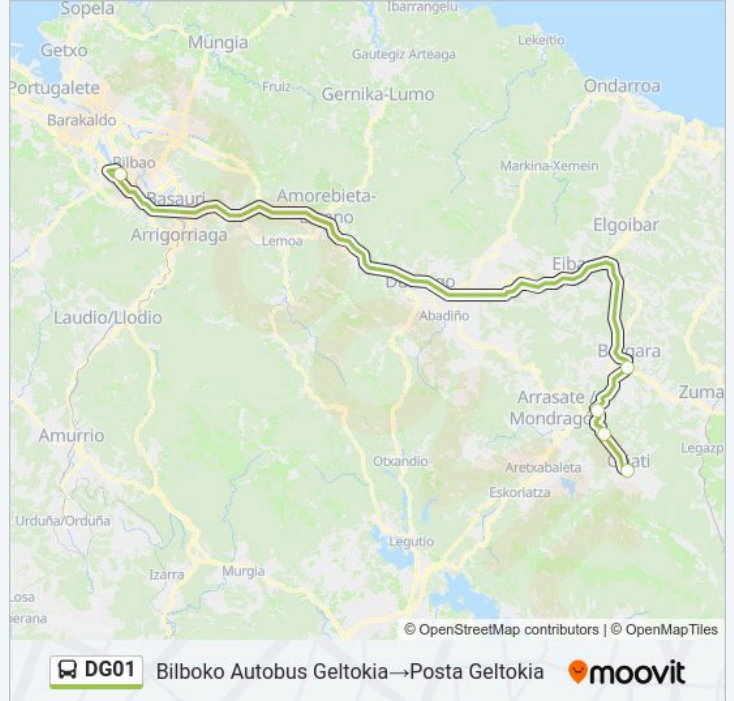 Sopela
Ibarrangelu
Getxo
Mungia
Lekeitio
Gautegiz Arteaga
Portugalete
Fruiz
Gernika-Lumo
Ondarroa
Barakaldo
Bilbao
Markina-Xemein
Basauri
Amorebieta-
Arrigorriaga
Lemoa
Elgoibar
Abadiño
Laudio/Llodio
Arrasate
Mondrag
Zuma
Amurrio
Otxandio
Aretxabaleta
Legazp
Eskoriatza
Urduña/Orduña
Legutio
Izarra
Murgia
© OpenStreetMap contributors | © OpenMapTiles
DG01 Bilboko Autobus Geltokia→Posta Geltokia moovit